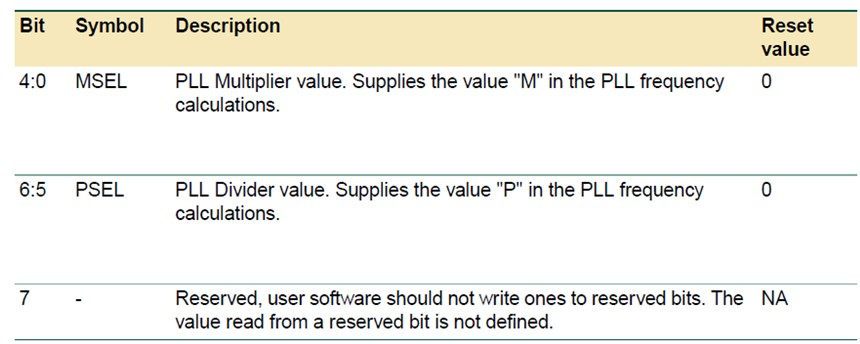 Bit Symbol Description Reset value
4:0 MSEL PLL Multiplier value. Supplies the value "M" in the PLL frequency 0
calculations.
6:5 PSEL PLL Divider value. Supplies the value "P" in the PLL frequency 0
calculations.
7 - Reserved, user software should not write ones to reserved bits. The NA
value read from a reserved bit is not defined.